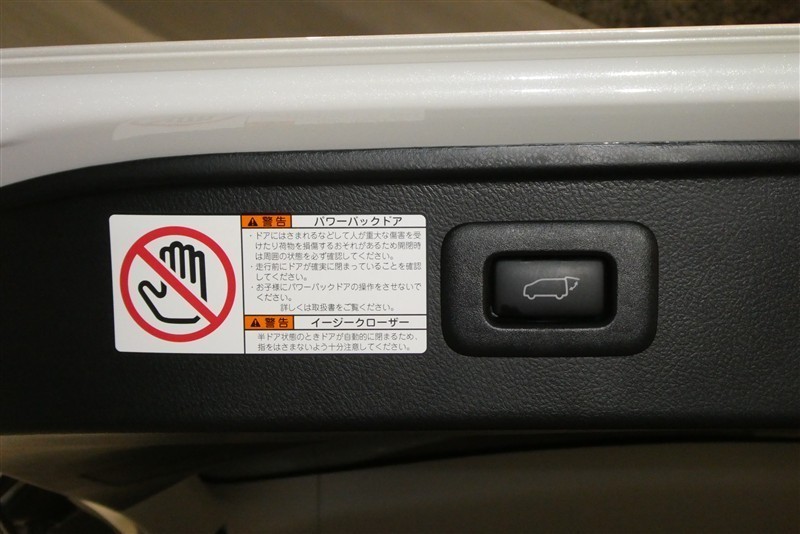 警告 パワーバックドア
・ドアにはさまれるなどして人が重大な傷害を受
けたり荷物を損傷するおそれがあるため開閉時
は周囲の状態を必ず確認してください。
・走行前にドアが確実に閉まっていることを確認
してください。
・お子様にパワーバックドアの操作をさせないで
ください。
詳しくは取扱書をご覧ください。
警告 イージークローザー
半ドア状態のときドアが自動的に閉まるため、
指をはさまないよう十分注意してください。